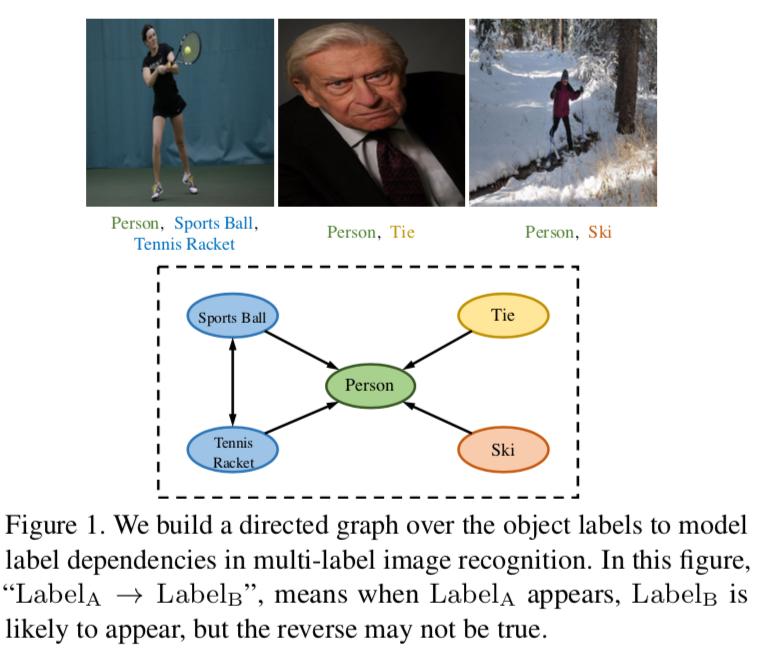 Person, Sports Ball,
Tennis Racket
Person, Tie
Person, Ski
Sports Ball
Tie
Person
Tennis
Racket
Ski
Figure 1. We build a directed graph over the object labels to model
label dependencies in multi-label image recognition. In this figure,
“LabelA → LabelB”, means when LabelA appears, LabelB is
likely to appear, but the reverse may not be true.